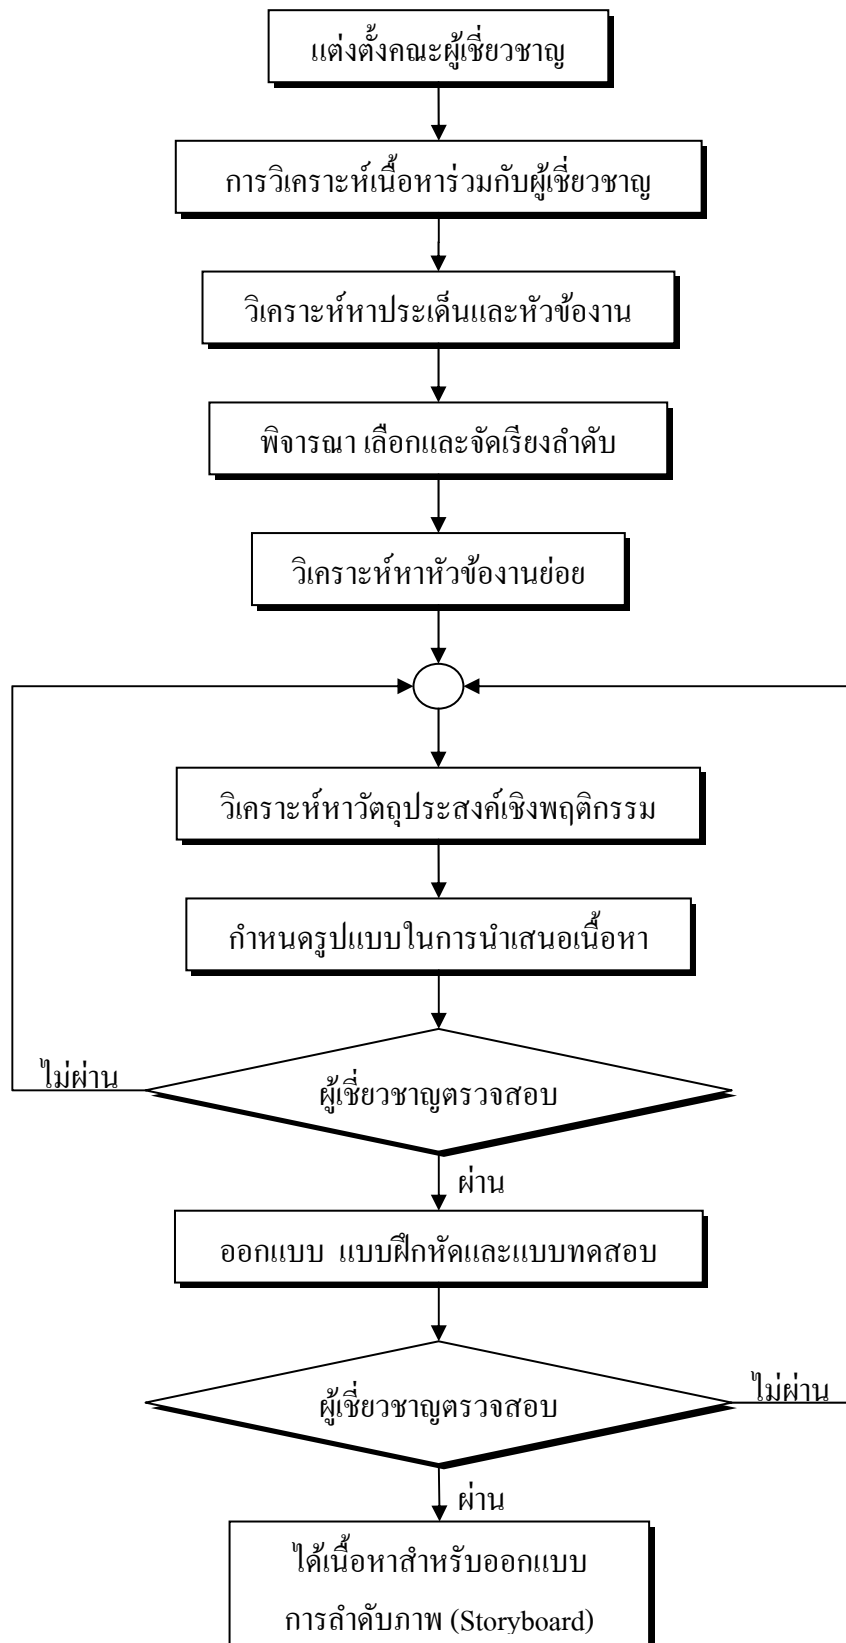 แต่งตั้งคณะผู้เชี่ยวชาญ
การวิเคราะห์เนื้อหาร่วมกับผู้เชี่ยวชาญ
วิเคราะห์หาประเด็นและหัวข้องาน
พิจารณา เลือกและจัดเรียงลำดับ
วิเคราะห์หาหัวข้องานย่อย
วิเคราะห์หาวัตถุประสงค์เชิงพฤติกรรม
กำหนดรูปแบบในการนำเสนอเนื้อหา
ไม่ผ่าน
ผู้เชี่ยวชาญตรวจสอบ
ผ่าน
ออกแบบ แบบฝึกหัดและแบบทดสอบ
ไม่ผ่าน
ผู้เชี่ยวชาญตรวจสอบ
ผ่าน
ได้เนื้อหาสำหรับออกแบบ
การลำดับภาพ (Storyboard)